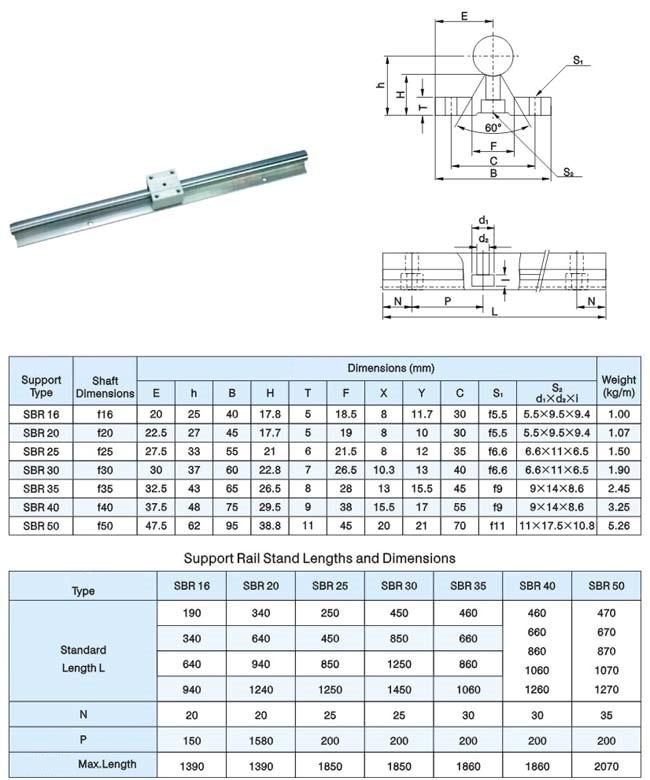 E
S₁
h
H
T
60°
F
C
B
S₂
d₁
d₂
I
N P N
L
Support Type Shaft Dimensions Dimensions (mm) Weight (kg/m)
E h B H T F X Y C S₁ S₂ d₁×d₂×i
SBR 16 f16 20 25 40 17.8 5 18.5 8 11.7 30 f5.5 5.5×9.5×9.4 1.00
SBR 20 f20 22.5 27 45 17.7 5 19 8 10 30 f5.5 5.5×9.5×9.4 1.07
SBR 25 f25 27.5 33 55 21 6 21.5 8 12 35 f6.6 6.6×11×6.5 1.50
SBR 30 f30 30 37 60 22.8 7 26.5 10.3 13 40 f6.6 6.6×11×6.5 1.90
SBR 35 f35 32.5 43 65 26.5 8 28 13 15.5 45 f9 9×14×8.6 2.45
SBR 40 f40 37.5 48 75 29.5 9 38 15.5 17 55 f9 9×14×8.6 3.25
SBR 50 f50 47.5 62 95 38.8 11 45 20 21 70 f11 11×17.5×10.8 5.26
Support Rail Stand Lengths and Dimensions
Type SBR 16 SBR 20 SBR 25 SBR 30 SBR 35 SBR 40 SBR 50
Standard Length L
190 340 250 450 460 460 470
340 640 450 850 660 660 670
640 940 850 1250 860 860 870
940 1240 1250 1450 1060 1060 1070
1260 1270
N 20 20 25 25 30 30 35
P 150 1580 200 200 200 200 200
Max.Length 1390 1390 1850 1850 1860 1860 2070